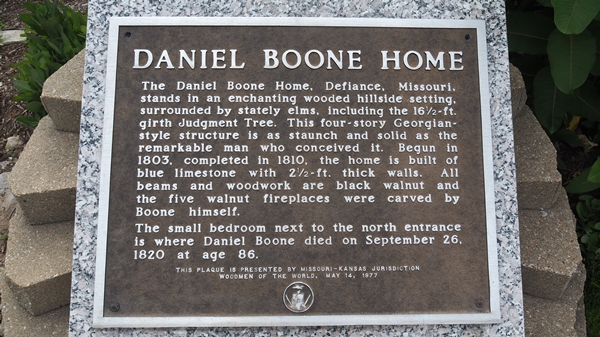 DANIEL BOONE HOME
The Daniel Boone Home, Defiance, Missouri,
stands in an enchanting wooded hillside setting,
surrounded by stately elms, including the 16½-ft.
girth Judgment Tree. This four-story Georgian-
style structure is as staunch and solid as the
remarkable man who conceived it. Begun in
1803, completed in 1810, the home is built of
blue limestone with 2½-ft. thick walls. All
beams and woodwork are black walnut and
the five walnut fireplaces were carved by
Boone himself.
The small bedroom next to the north entrance
is where Daniel Boone died on September 26,
1820 at age 86.
THIS PLAQUE IS PRESENTED BY MISSOURI-KANSAS JURISDICTION
WOODMEN OF THE WORLD, MAY 14, 1977